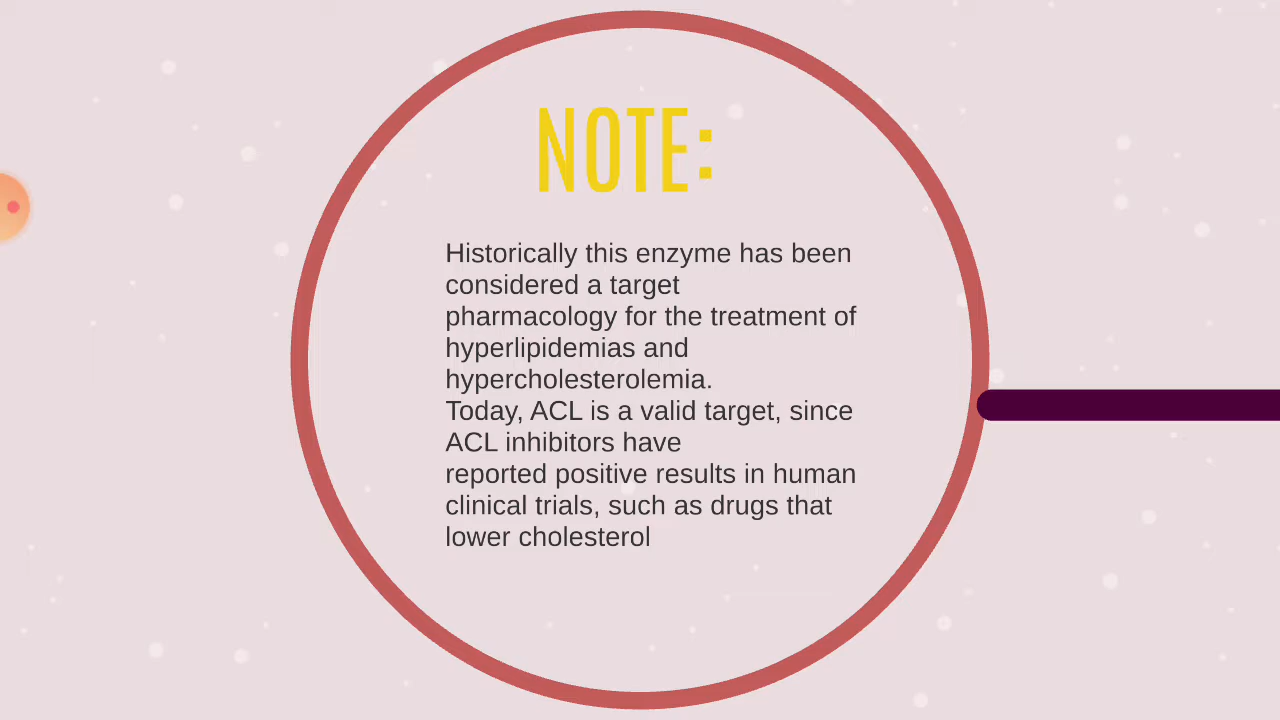 NOTE:
Historically this enzyme has been
considered a target
pharmacology for the treatment of
hyperlipidemias and
hypercholesterolemia.
Today, ACL is a valid target, since
ACL inhibitors have
reported positive results in human
clinical trials, such as drugs that
lower cholesterol